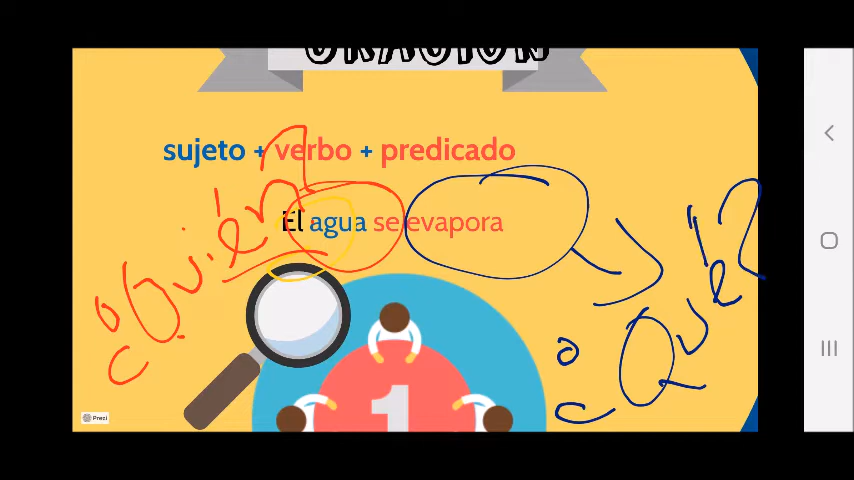 ORACIÓN
sujeto + verbo + predicado
El agua se evapora
¿Quién?
¿Qué?
1
Prezi